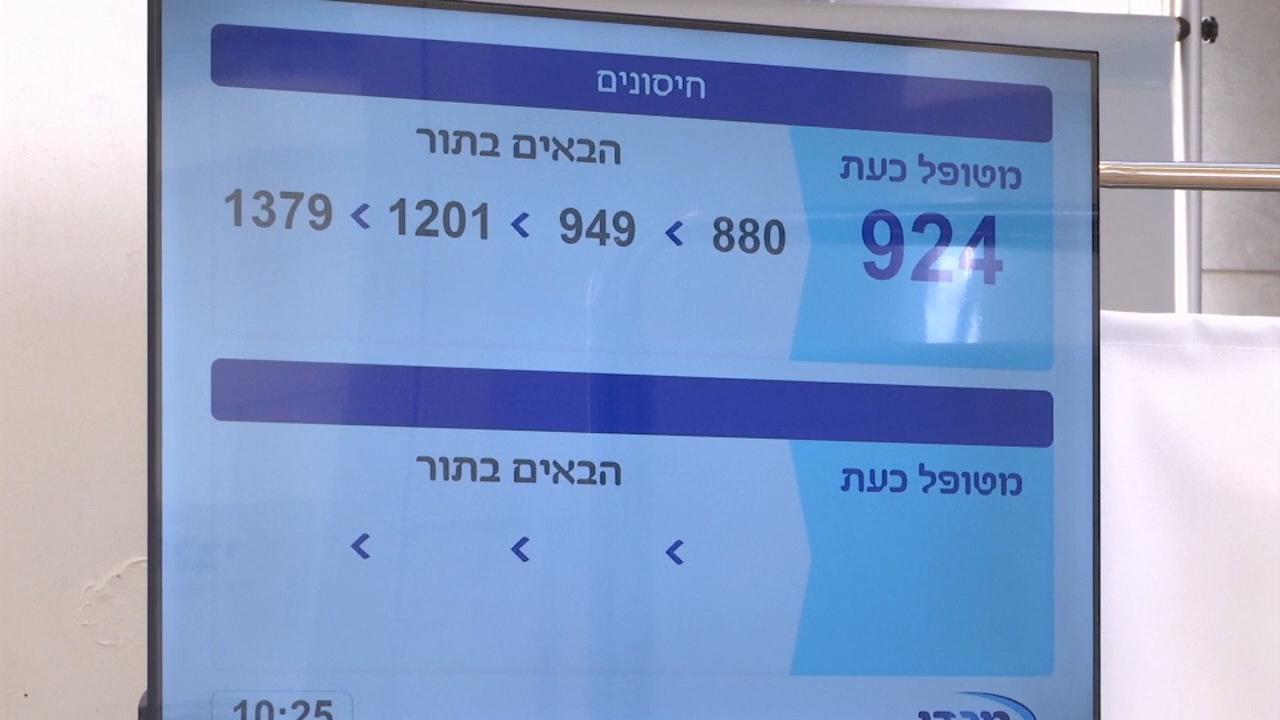 חיסונים
מטופל כעת
הבאים בתור
924
880 < 949 < 1201 < 1379
מטופל כעת
הבאים בתור
< < <
10:25